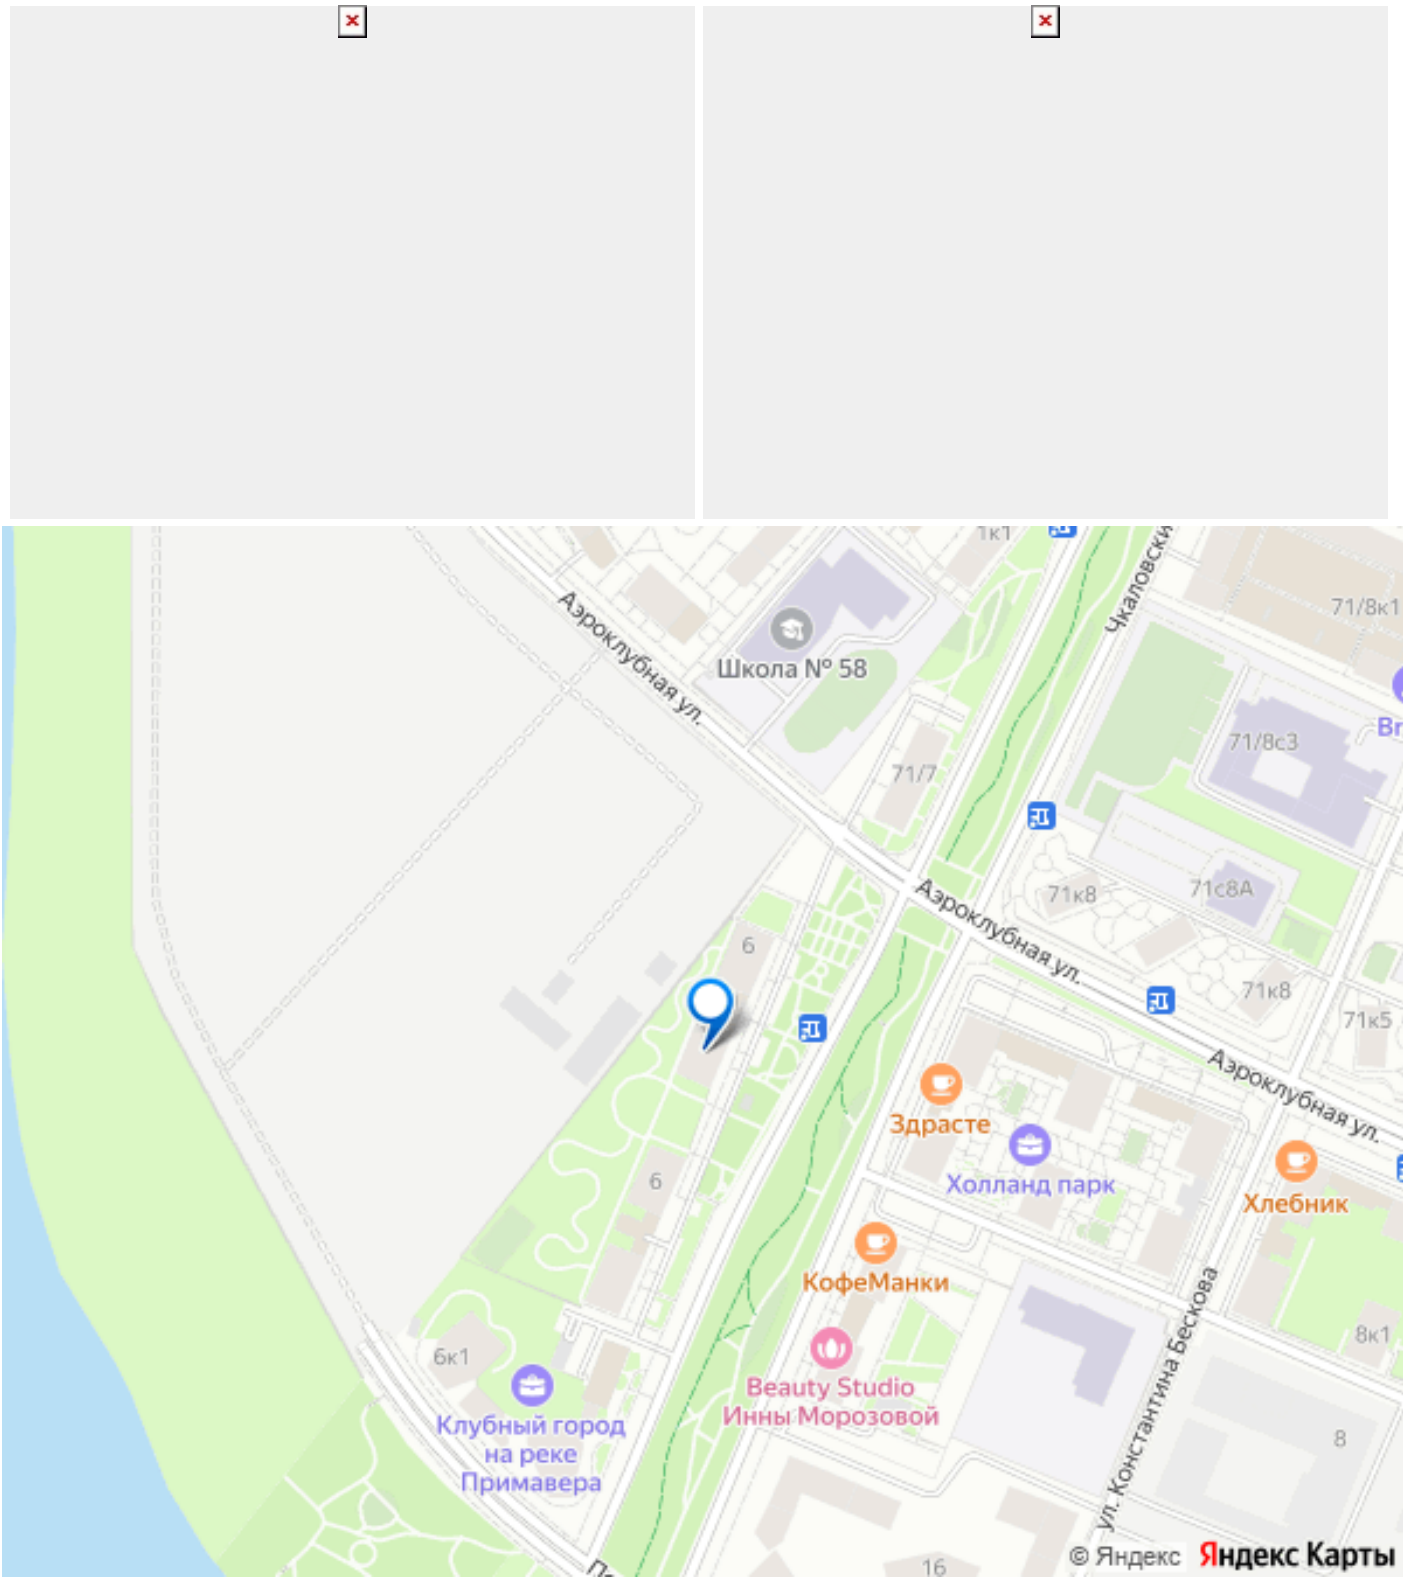 1к1
Чкаловски
71/8к1
Аэроклубная ул.
Школа № 58
Br
71/8с3
71/7
71к8
71с8А
Аэроклубная ул.
6
71к8
71к5
Аэроклубная ул.
Здрасте
Холланд парк
Хлебник
6
КофеМанки
ул. Константина Бескова
8к1
6к1
Beauty Studio
Инны Морозовой
Клубный город
на реке
Примавера
8
16
© Яндекс Яндекс Карты